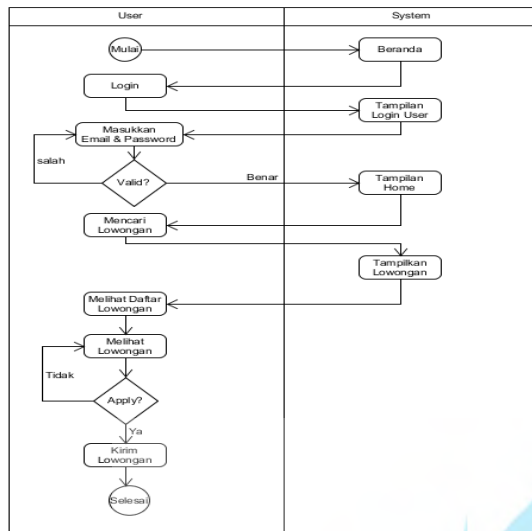 User
System
Mulai
Beranda
Login
Tampilan
Login User
Masukkan
Email & Password
salah
Valid?
Benar
Tampilan
Home
Mencari
Lowongan
Tampilkan
Lowongan
Melihat Daftar
Lowongan
Melihat
Lowongan
Tidak
Apply?
Ya
Kirim
Lowongan
Selesai